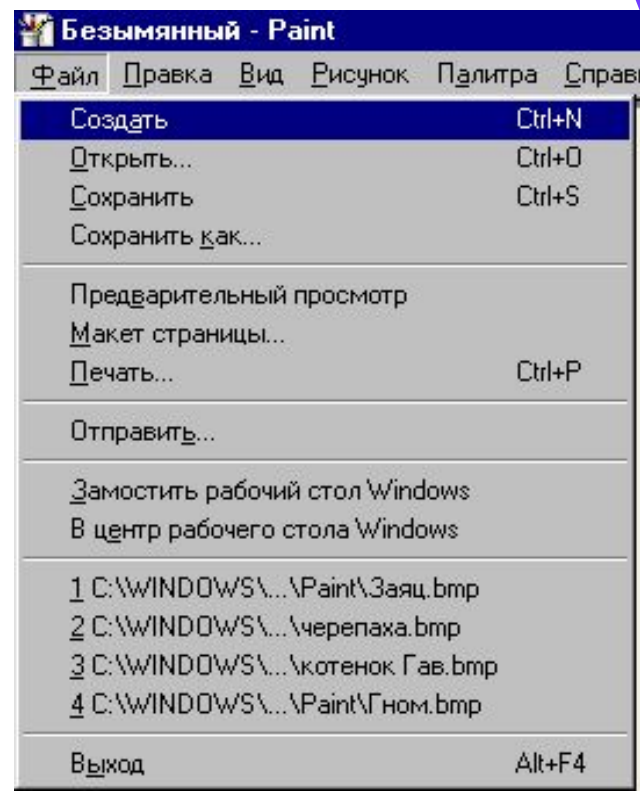 Безымянный - Paint
Файл Правка Вид Рисунок Палитра
Создать Ctrl+N
Открыть... Ctrl+O
Сохранить Ctrl+S
Сохранить как...
Предварительный просмотр
Макет страницы...
Печать... Ctrl+P
Отправить...
Замостить рабочий стол Windows
В центр рабочего стола Windows
1 C:\WINDOWS\...\Paint\Заяц.bmp
2 C:\WINDOWS\...\черепаха.bmp
3 C:\WINDOWS\...\котенок Гав.bmp
4 C:\WINDOWS\...\Paint\Гном.bmp
Выход Alt+F4